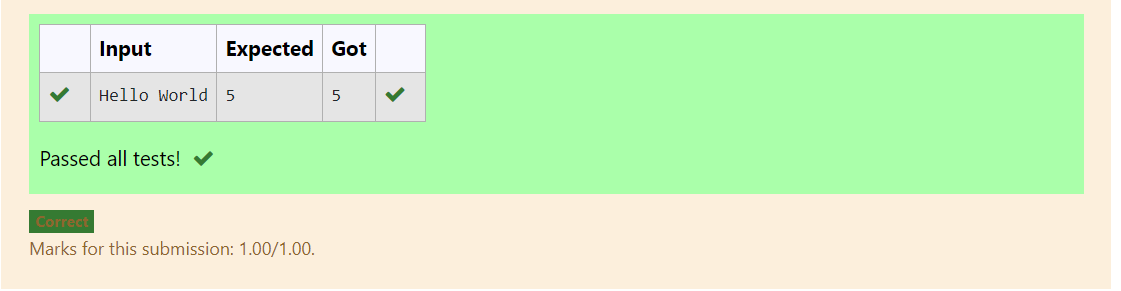 Input Expected Got
Hello World 5 5
Passed all tests!
Correct
Marks for this submission: 1.00/1.00.